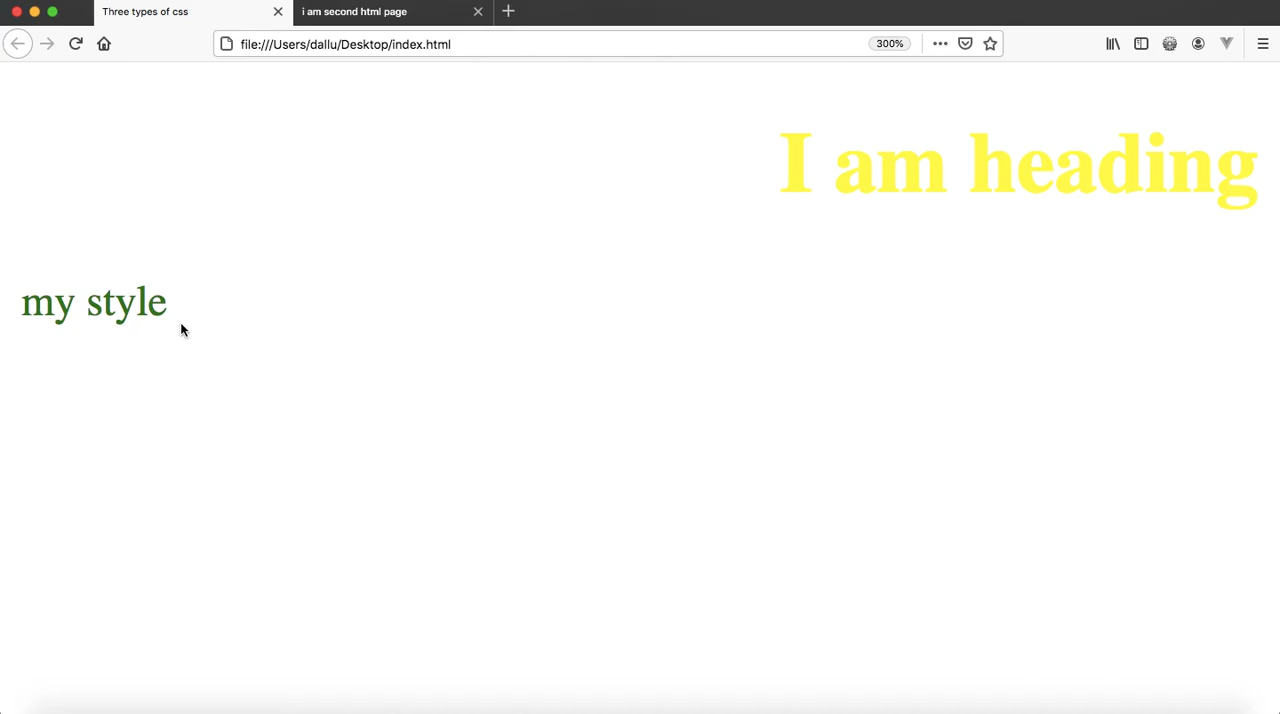 Three types of css
i am second html page
file:///Users/dallu/Desktop/index.html
300%
I am heading
my style